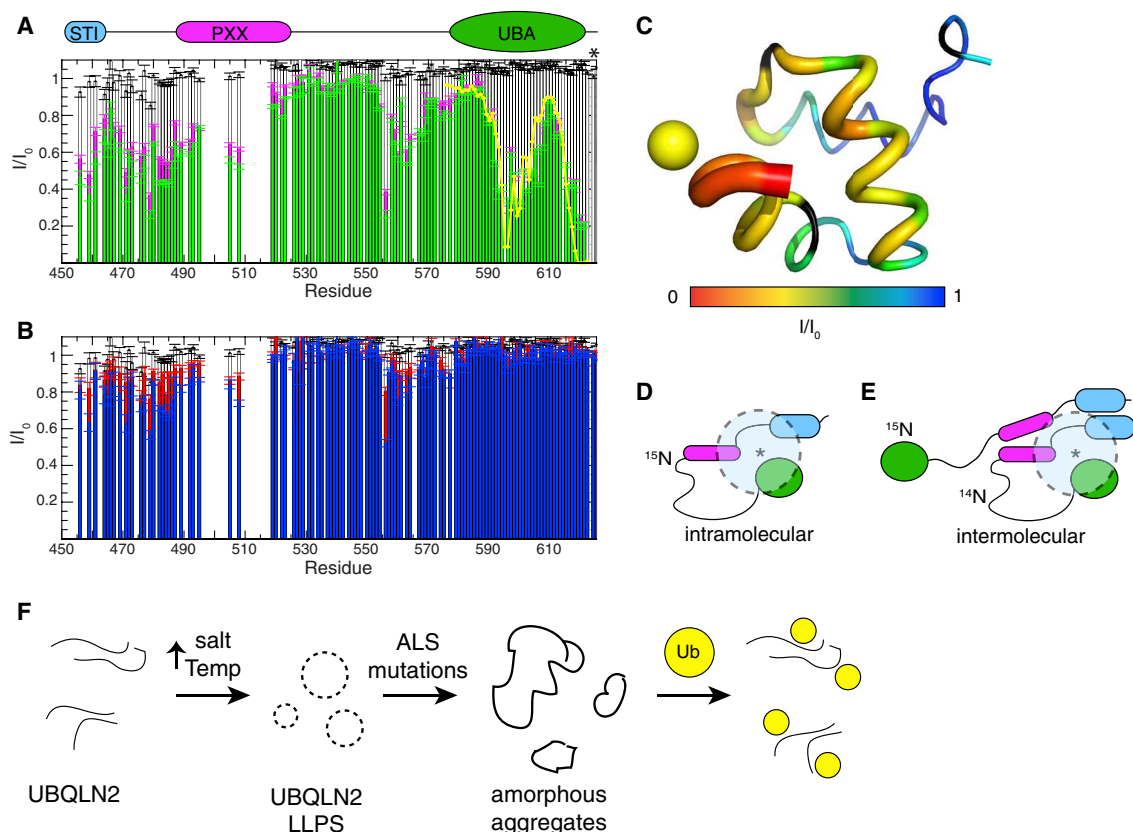 A
STI PXX UBA
*
I/I0
1
0.8
0.6
0.4
0.2
450 470 490 510 530 550 570 590 610
Residue
B
I/I0
1
0.8
0.6
0.4
0.2
450 470 490 510 530 550 570 590 610
Residue
C
0 1
I/I0
D
15N
*
intramolecular
E
15N
14N
*
intermolecular
F
salt
Temp
ALS
mutations
Ub
UBQLN2
UBQLN2
LLPS
amorphous
aggregates